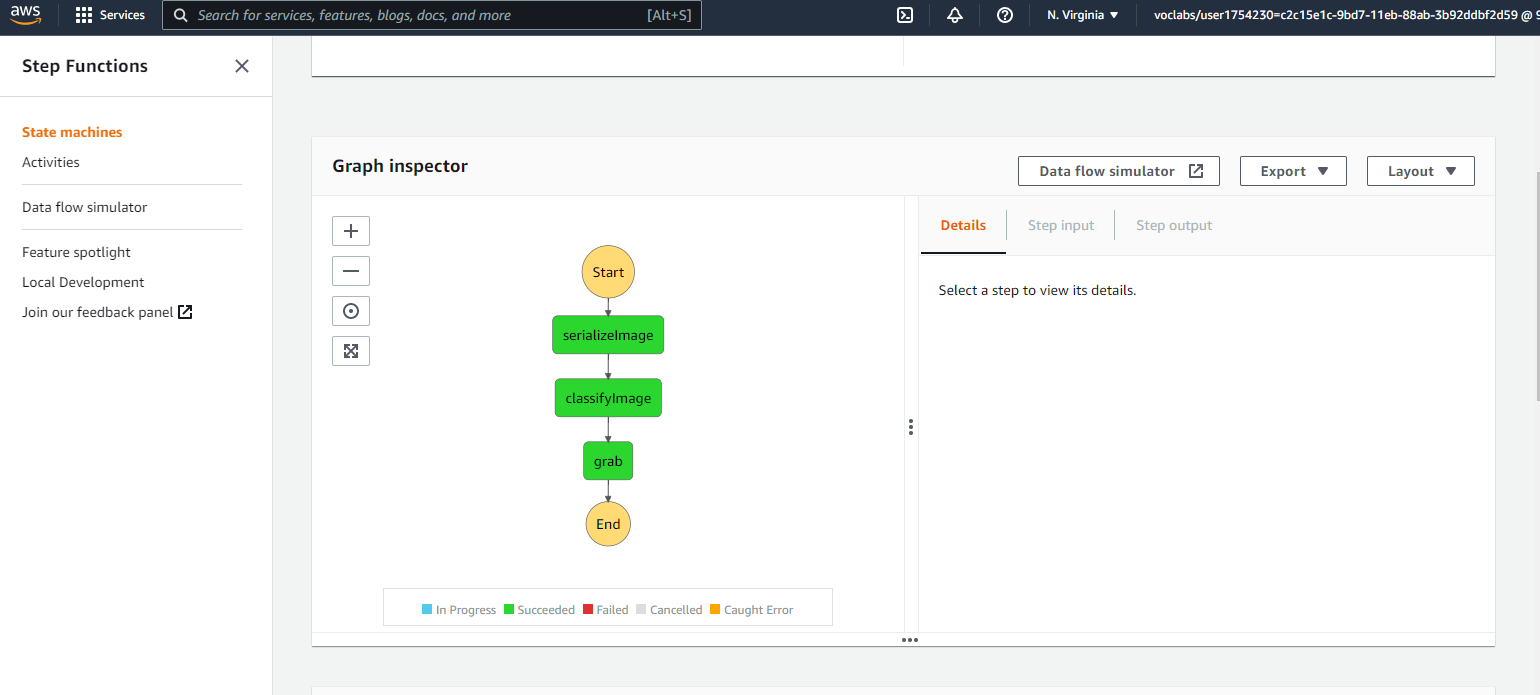 aws
Services
Search for services, features, blogs, docs, and more
[Alt+S]
N. Virginia
voclabs/user1754230=c2c15e1c-9bd7-11eb-88ab-3b92ddbf2d59 @ 9
Step Functions
State machines
Activities
Data flow simulator
Feature spotlight
Local Development
Join our feedback panel
Graph inspector
Data flow simulator
Export
Layout
Start
serializeImage
classifyImage
grab
End
In Progress
Succeeded
Failed
Cancelled
Caught Error
Details
Step input
Step output
Select a step to view its details.